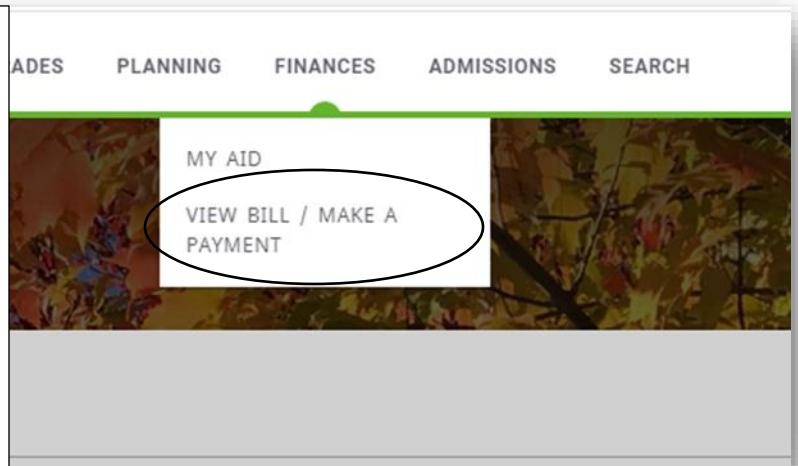 ADES PLANNING FINANCES ADMISSIONS SEARCH
MY AID
VIEW BILL / MAKE A
PAYMENT